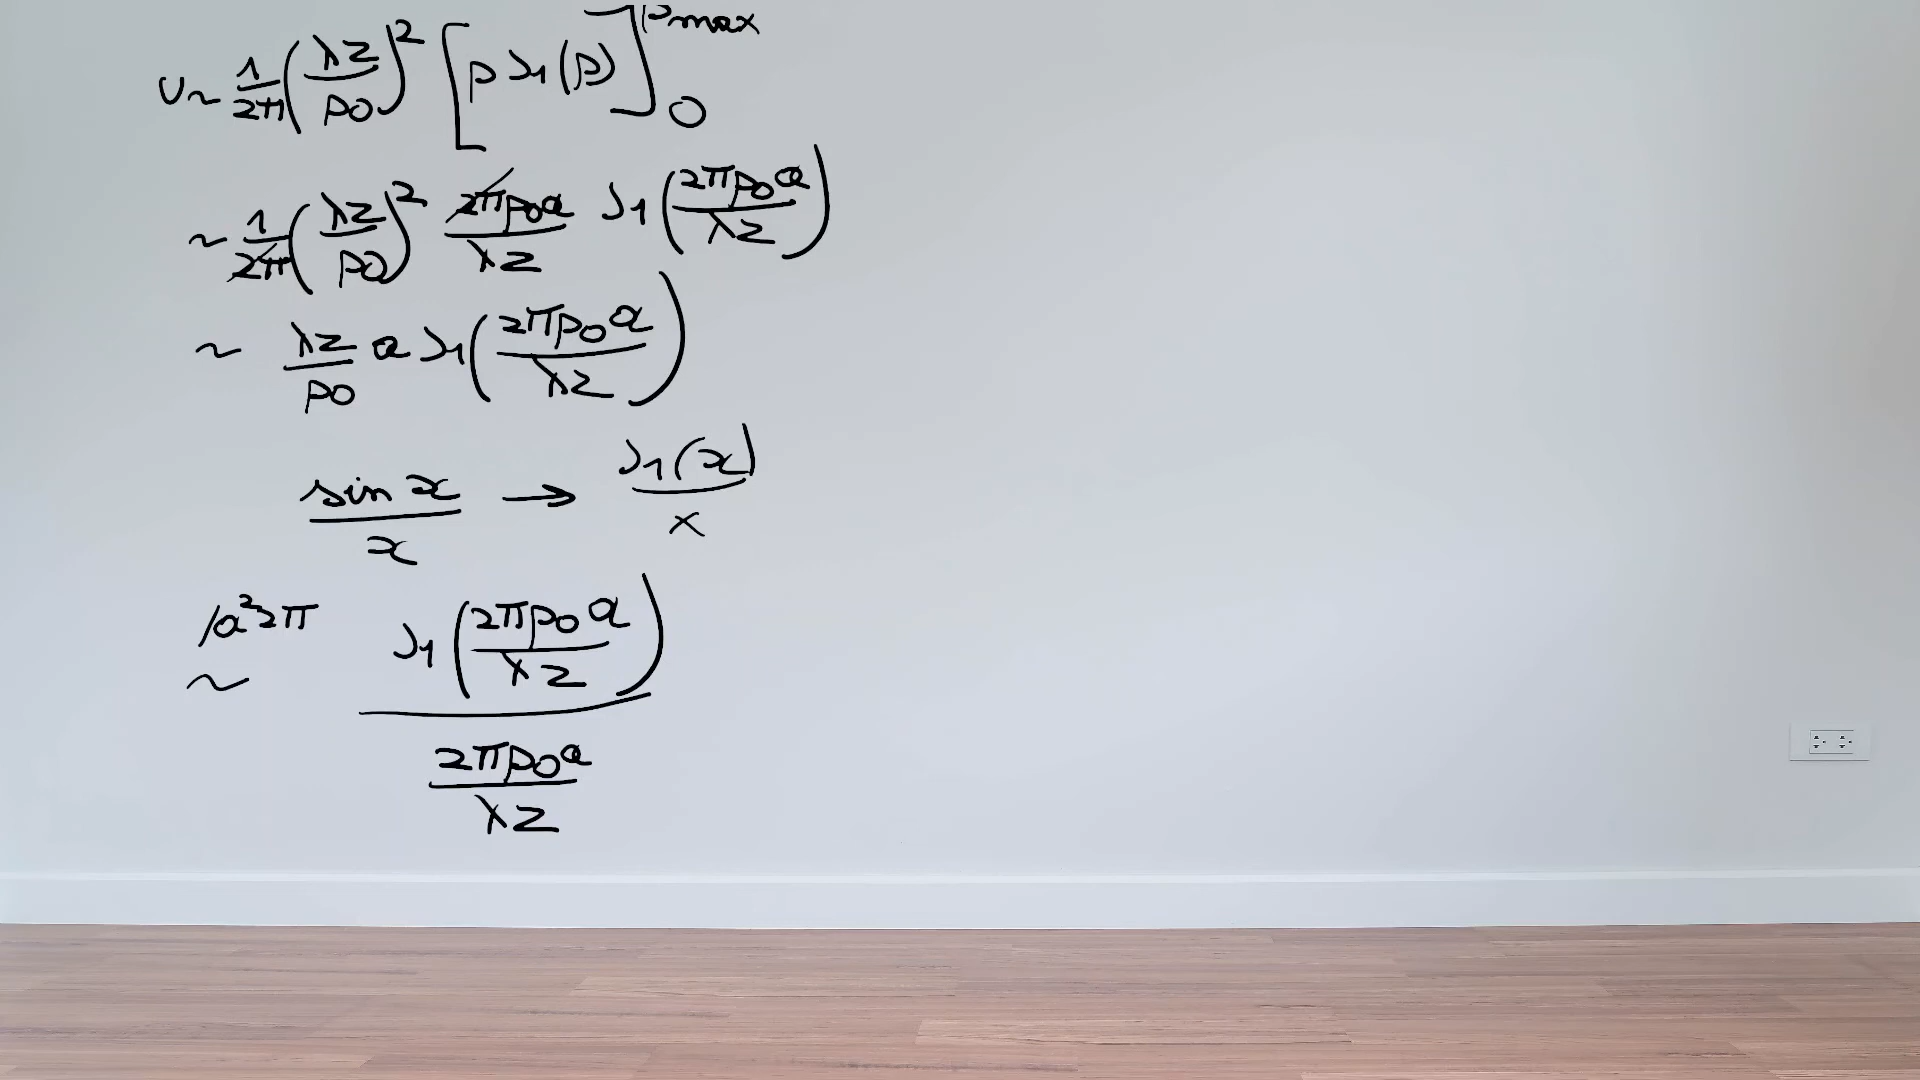 U ~ 1/2π (λz/ρ0)² [ρ J1(ρ)]₀^ρmax
~ 1/2π (λz/ρ0)² 2πρ0a/λz J1(2πρ0a/λz)
~ λz/ρ0 a J1(2πρ0a/λz)
sin x/x → J1(x)/x
/a²2π
~ J1(2πρ0a/λz) / (2πρ0a/λz)